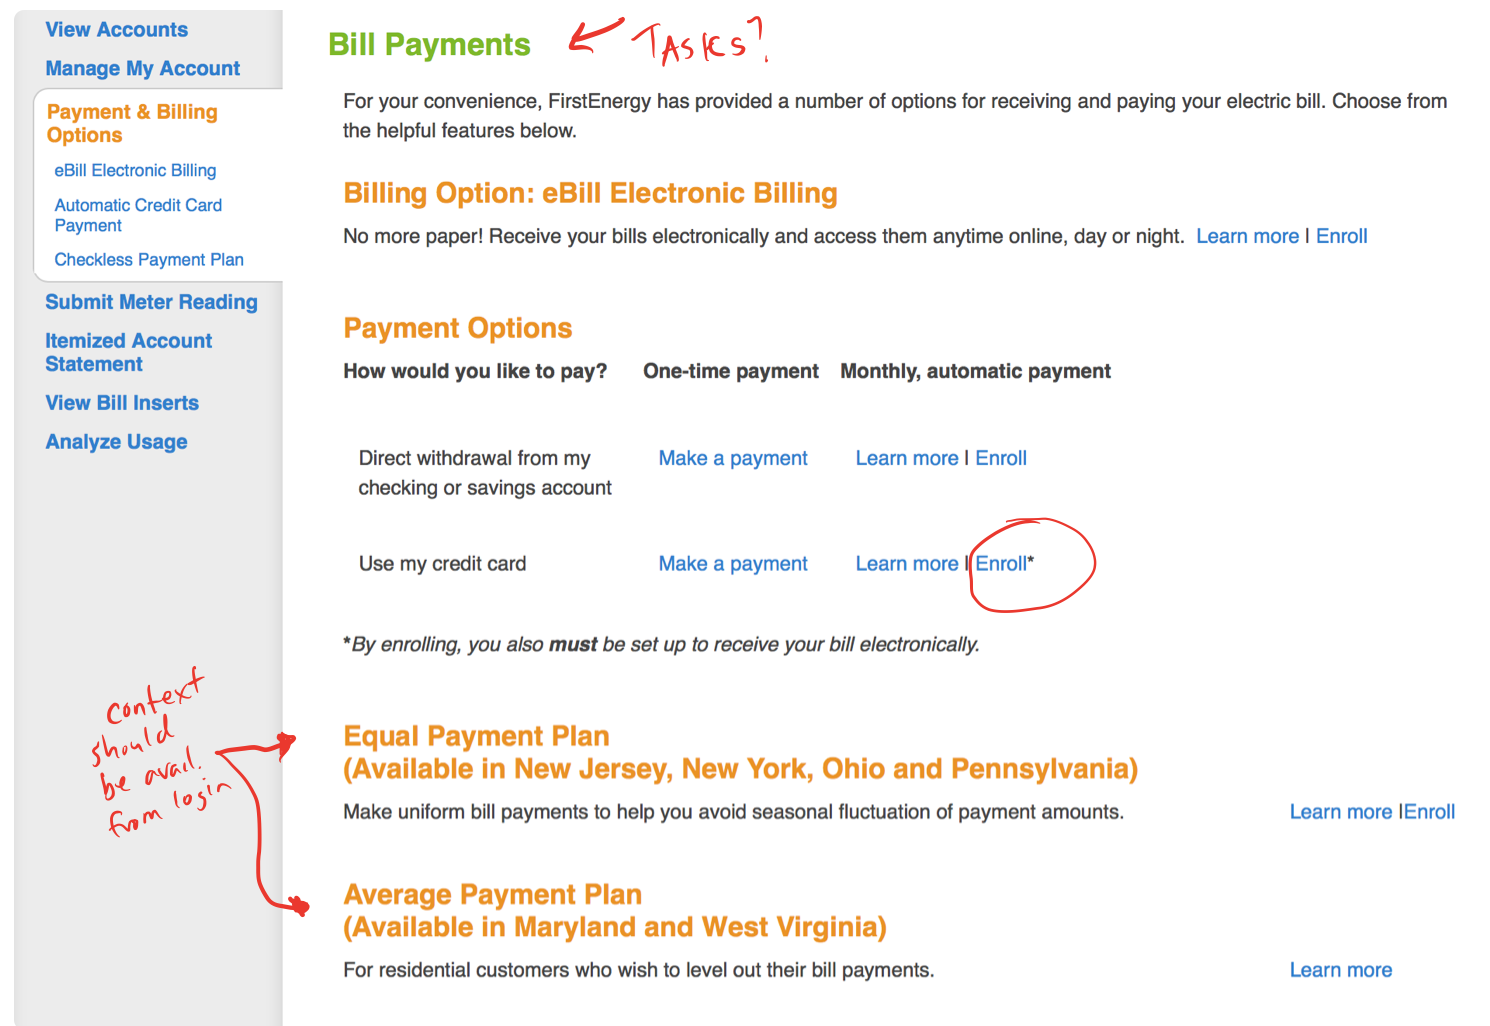 View Accounts
Manage My Account
Payment & Billing
Options
eBill Electronic Billing
Automatic Credit Card
Payment
Checkless Payment Plan
Submit Meter Reading
Itemized Account
Statement
View Bill Inserts
Analyze Usage
context
should
be avail.
from login
Bill Payments
TASKS?
For your convenience, FirstEnergy has provided a number of options for receiving and paying your electric bill. Choose from
the helpful features below.
Billing Option: eBill Electronic Billing
No more paper! Receive your bills electronically and access them anytime online, day or night. Learn more | Enroll
Payment Options
How would you like to pay? One-time payment Monthly, automatic payment
Direct withdrawal from my Make a payment Learn more | Enroll
checking or savings account
Use my credit card Make a payment Learn more | Enroll*
*By enrolling, you also must be set up to receive your bill electronically.
Equal Payment Plan
(Available in New Jersey, New York, Ohio and Pennsylvania)
Make uniform bill payments to help you avoid seasonal fluctuation of payment amounts. Learn more |Enroll
Average Payment Plan
(Available in Maryland and West Virginia)
For residential customers who wish to level out their bill payments. Learn more